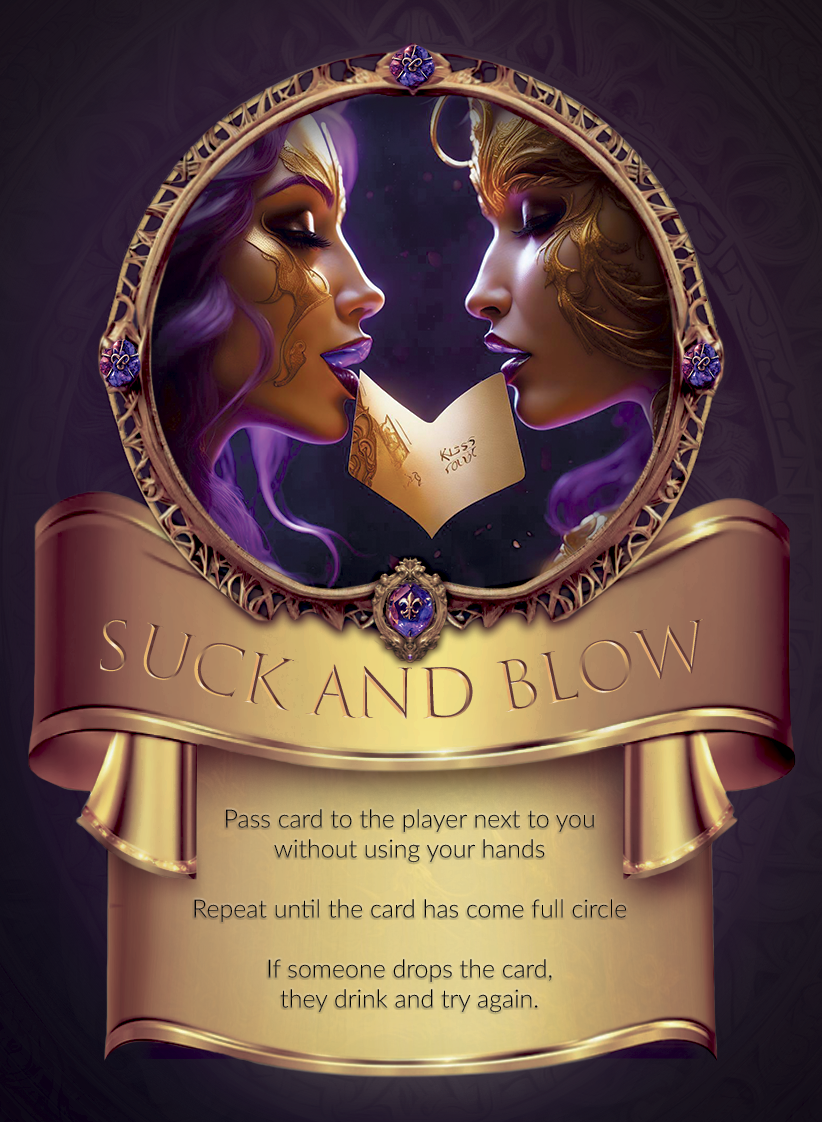 SUCK AND BLOW
Pass card to the player next to you
without using your hands
Repeat until the card has come full circle
If someone drops the card,
they drink and try again.